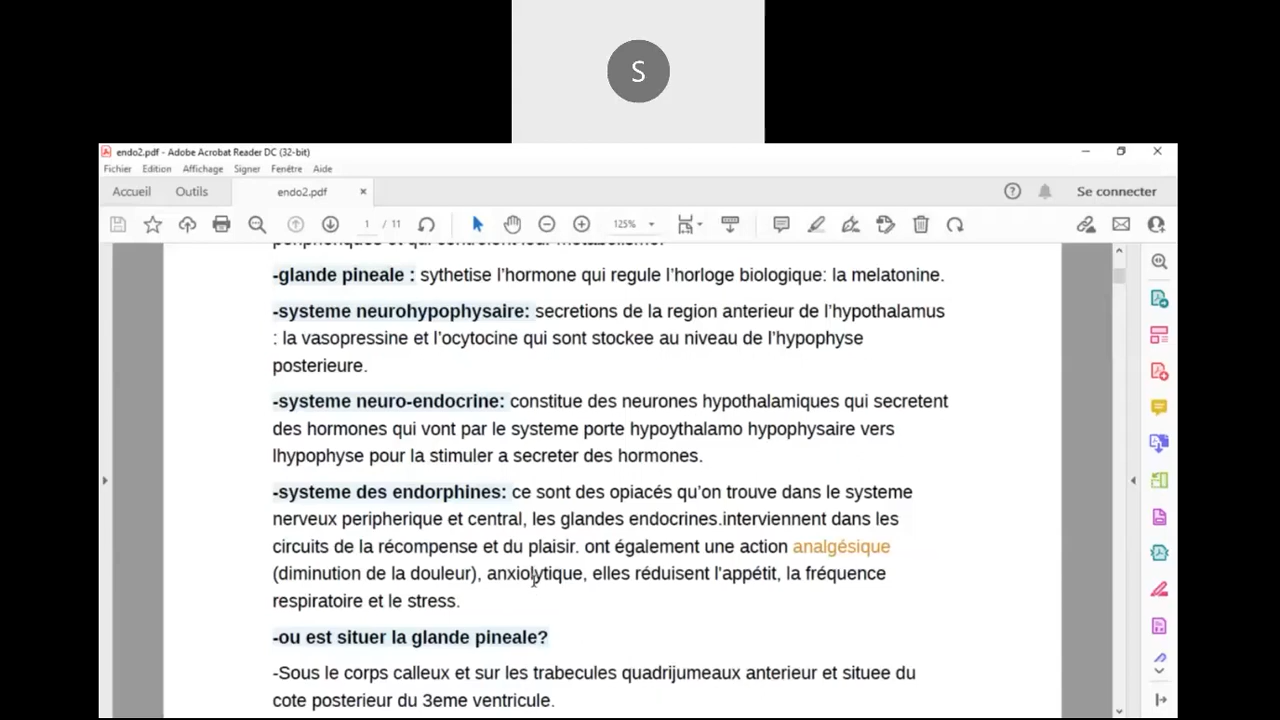 S
endo2.pdf - Adobe Acrobat Reader DC (32-bit)
Fichier Edition Affichage Signer Fenêtre Aide
Accueil Outils endo2.pdf × Se connecter
1 / 11 125%
peripheriques et qui controlent leur metabolisme.
-glande pineale : sythetise l'hormone qui regule l'horloge biologique: la melatonine.
-systeme neurohypophysaire: secretions de la region anterieur de l'hypothalamus
: la vasopressine et l'ocytocine qui sont stockee au niveau de l'hypophyse
posterieure.
-systeme neuro-endocrine: constitue des neurones hypothalamiques qui secretent
des hormones qui vont par le systeme porte hypoythalamo hypophysaire vers
lhypophyse pour la stimuler a secreter des hormones.
-systeme des endorphines: ce sont des opiacés qu'on trouve dans le systeme
nerveux peripherique et central, les glandes endocrines.interviennent dans les
circuits de la récompense et du plaisir. ont également une action analgésique
(diminution de la douleur), anxiolytique, elles réduisent l'appétit, la fréquence
respiratoire et le stress.
-ou est situer la glande pineale?
-Sous le corps calleux et sur les trabecules quadrijumeaux anterieur et situee du
cote posterieur du 3eme ventricule.